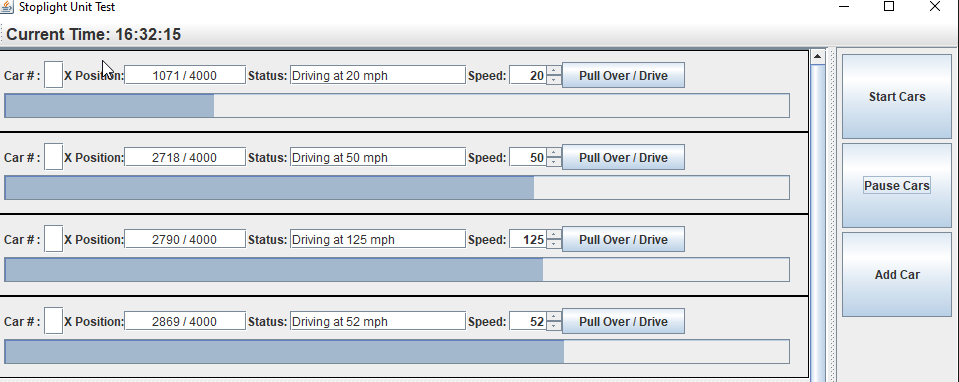 Stoplight Unit Test
Current Time: 16:32:15
Car # : X Position: 1071 / 4000 Status: Driving at 20 mph Speed: 20 Pull Over / Drive
Car # : X Position: 2718 / 4000 Status: Driving at 50 mph Speed: 50 Pull Over / Drive
Car # : X Position: 2790 / 4000 Status: Driving at 125 mph Speed: 125 Pull Over / Drive
Car # : X Position: 2869 / 4000 Status: Driving at 52 mph Speed: 52 Pull Over / Drive
Start Cars
Pause Cars
Add Car